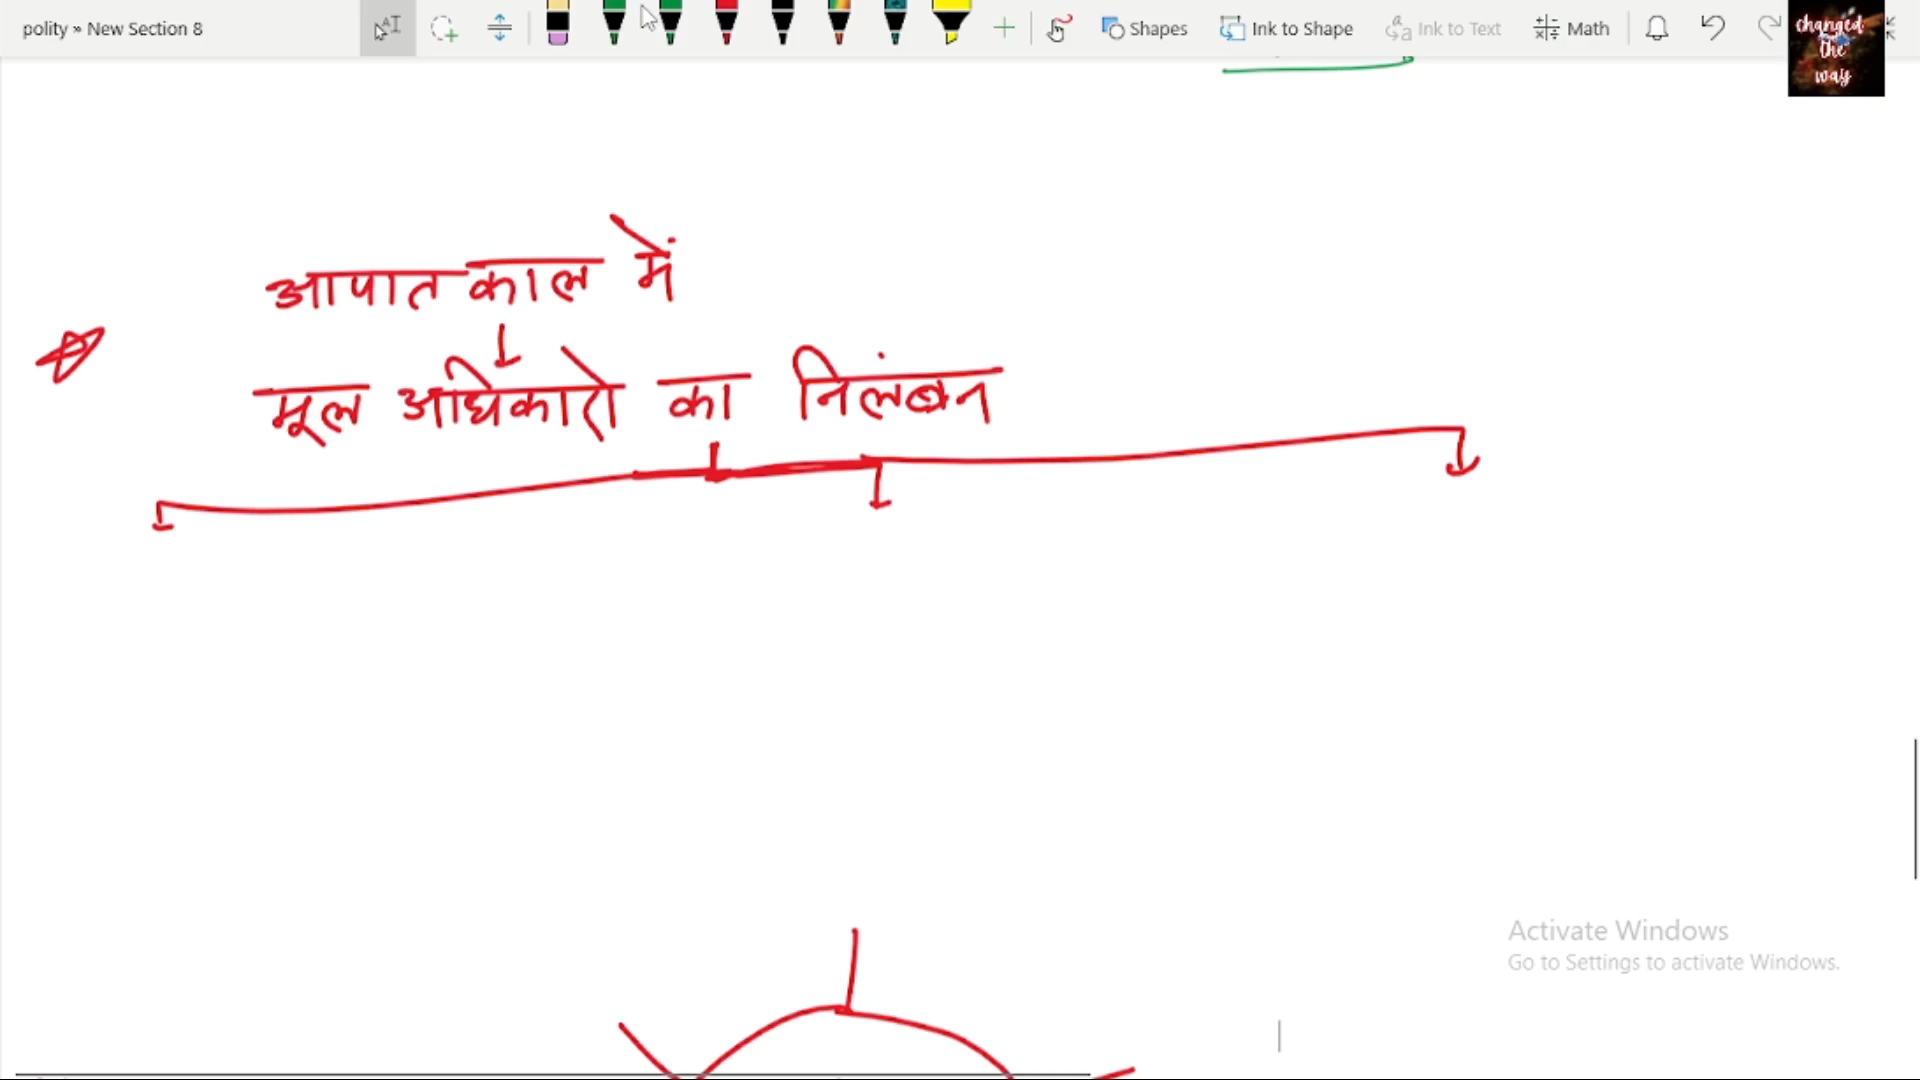 polity » New Section 8
Shapes
Ink to Shape
Ink to Text
Math
changed
the
way
आपातकाल में
मूल अधिकारो का निलंबन
Activate Windows
Go to Settings to activate Windows.